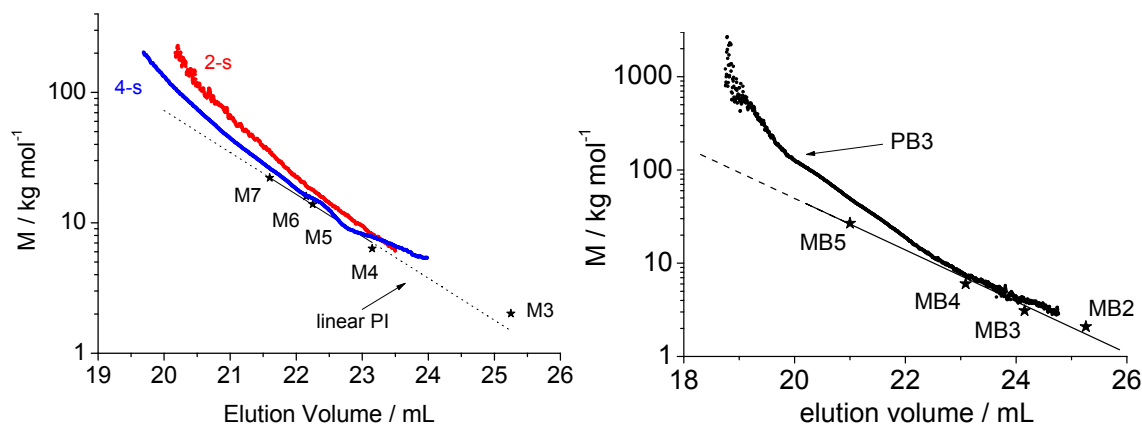 2-s
4-s
100
10
1
M / kg mol-1
M7
M6
M5
M4
M3
linear PI
19 20 21 22 23 24 25 26
Elution Volume / mL
1000
100
10
1
M / kg mol-1
PB3
MB5
MB4
MB3
MB2
18 20 22 24 26
elution volume / mL